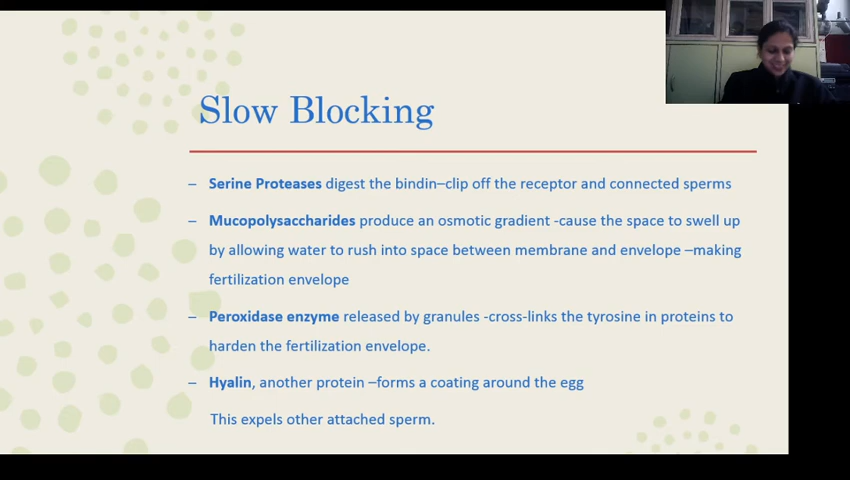 Slow Blocking
– Serine Proteases digest the bindin–clip off the receptor and connected sperms
– Mucopolysaccharides produce an osmotic gradient -cause the space to swell up
by allowing water to rush into space between membrane and envelope –making
fertilization envelope
– Peroxidase enzyme released by granules -cross-links the tyrosine in proteins to
harden the fertilization envelope.
– Hyalin, another protein –forms a coating around the egg
This expels other attached sperm.